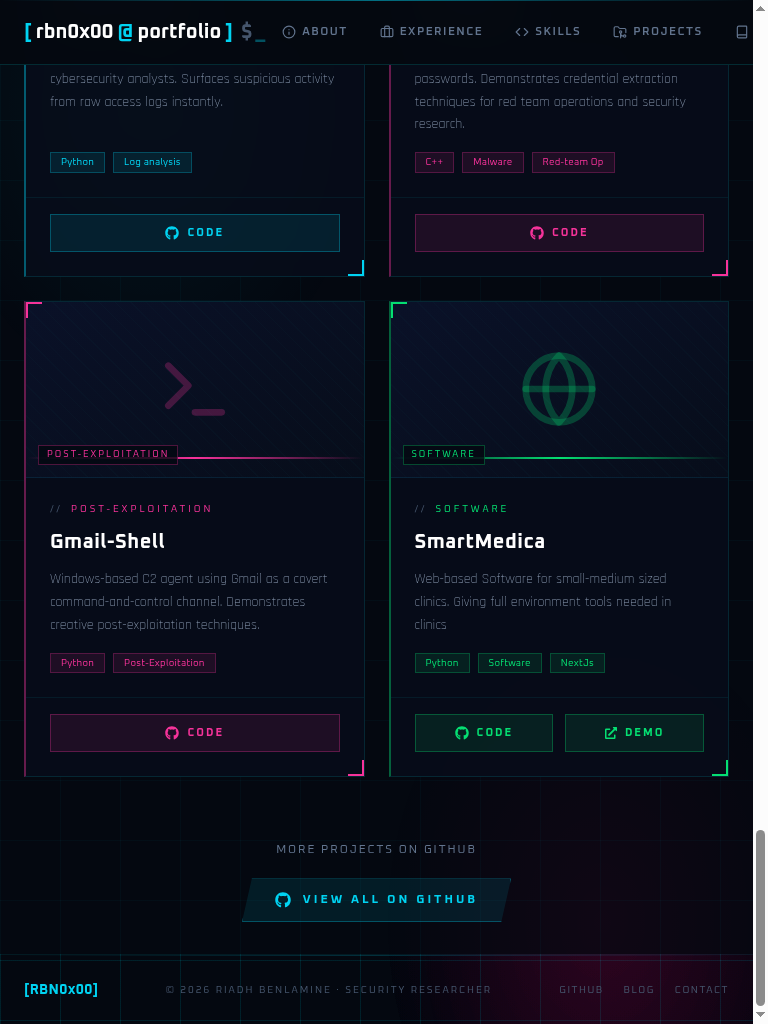 [ rbn0x00 @ portfolio ] $_ ABOUT EXPERIENCE SKILLS PROJECTS
cybersecurity analysts. Surfaces suspicious activity
from raw access logs instantly.
Python Log analysis
CODE
passwords. Demonstrates credential extraction
techniques for red team operations and security
research.
C++ Malware Red-team Op
CODE
POST-EXPLOITATION
// POST-EXPLOITATION
Gmail-Shell
Windows-based C2 agent using Gmail as a covert
command-and-control channel. Demonstrates
creative post-exploitation techniques.
Python Post-Exploitation
CODE
SOFTWARE
// SOFTWARE
SmartMedica
Web-based Software for small-medium sized
clinics. Giving full environment tools needed in
clinics
Python Software NextJs
CODE DEMO
MORE PROJECTS ON GITHUB
VIEW ALL ON GITHUB
[RBN0x00] © 2026 RIADH BENLAMINE · SECURITY RESEARCHER GITHUB BLOG CONTACT